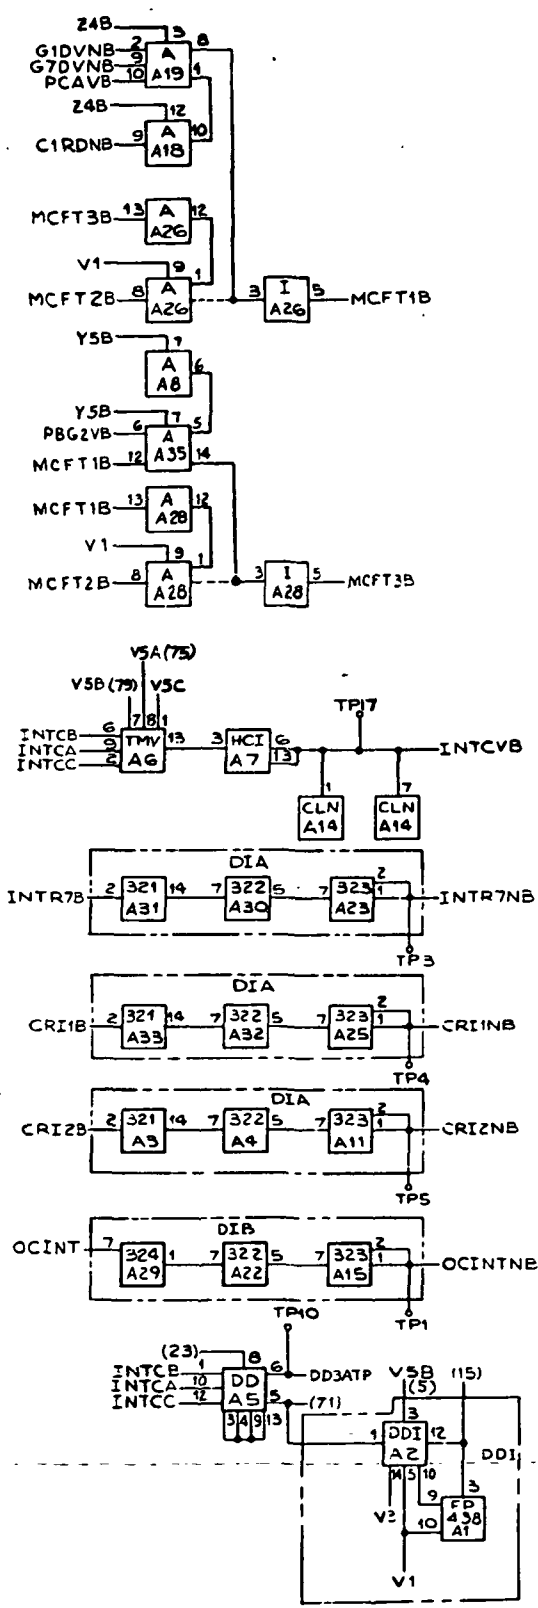 Z4B 3
G1DVNB 2 A 8
G7DVNB 9
PCAVB 10 A19 1
Z4B 12
C1RDNB 9 A A18 10
MCFT3B 13 A A26 12
V1 9
MCFT2B 8 A A26 1 3 I A26 5 MCFT1B
Y5B 7
A A8 6
Y5B 7
PBG2VB 6 A 5
MCFT1B 12 A35 14
MCFT1B 13 A A28 12
V1 9
MCFT2B 8 A A28 1 3 I A28 5 MCFT3B
V5A (75)
V5B (79) V5C
TP17
7 8 1
INTCB 6 TMV 13 3 HCI 6 INTCVB
INTCA A6 A7 13
INTCC 2
1 7
CLN CLN
A14 A14
DIA
INTR7B 2 321 A31 14 7 322 A30 5 7 323 A23 2 1 INTR7NB
TP3
DIA
CRI1B 2 321 A33 14 7 322 A32 5 7 323 A25 2 1 CRI1NB
TP4
DIA
CRI2B 2 321 A3 14 7 322 A4 5 7 323 A11 2 1 CRI2NB
TP5
DIB
OCINT 7 324 A29 1 7 322 A22 5 7 323 A15 2 1 OCINTNB
TP10 TP1
(23) 8
INTCB 1 DD 6 DD3ATP
INTCA 10
INTCC 12 A5 5 (71)
3 4 9 13
V5B (5) (15)
3
1 DDI A2 12 DDI
14 5 10
9 3
10 FP 438 A1
V1